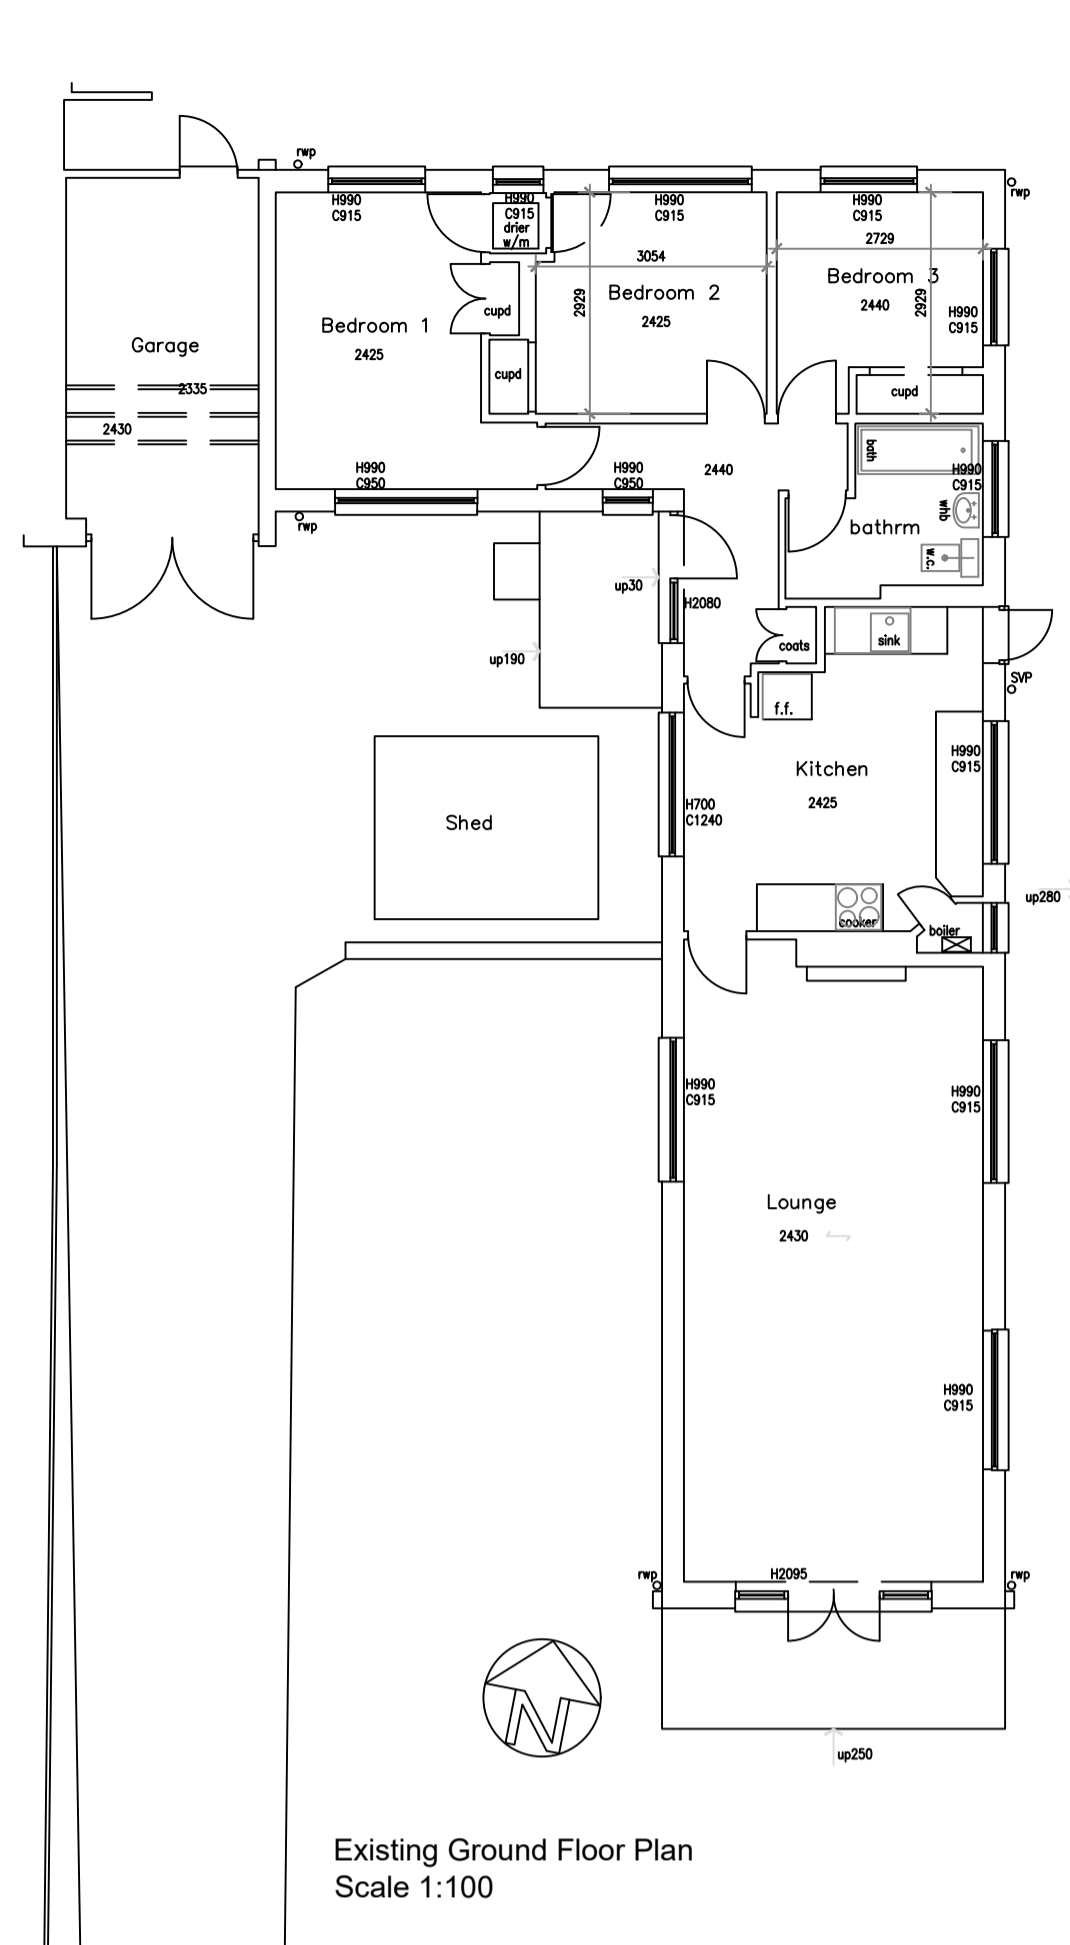 rwp
rwp
H990
C915
H990
C915
drier
w/m
H990
C915
H990
C915
2729
3054
Bedroom 3
2440
2929
2929
Bedroom 2
2425
H990
C915
cupd
Bedroom 1
2425
Garage
2335
2430
cupd
cupd
bath
H990
C950
H990
C950
2440
H990
C915
whb
bathrm
w.c.
rwp
up30
H2080
up190
coats
sink
SVP
f.f.
Kitchen
2425
H990
C915
H700
C1240
Shed
up280
cooker
boiler
H990
C915
H990
C915
Lounge
2430
H990
C915
rwp
H2095
rwp
N
up250
Existing Ground Floor Plan
Scale 1:100